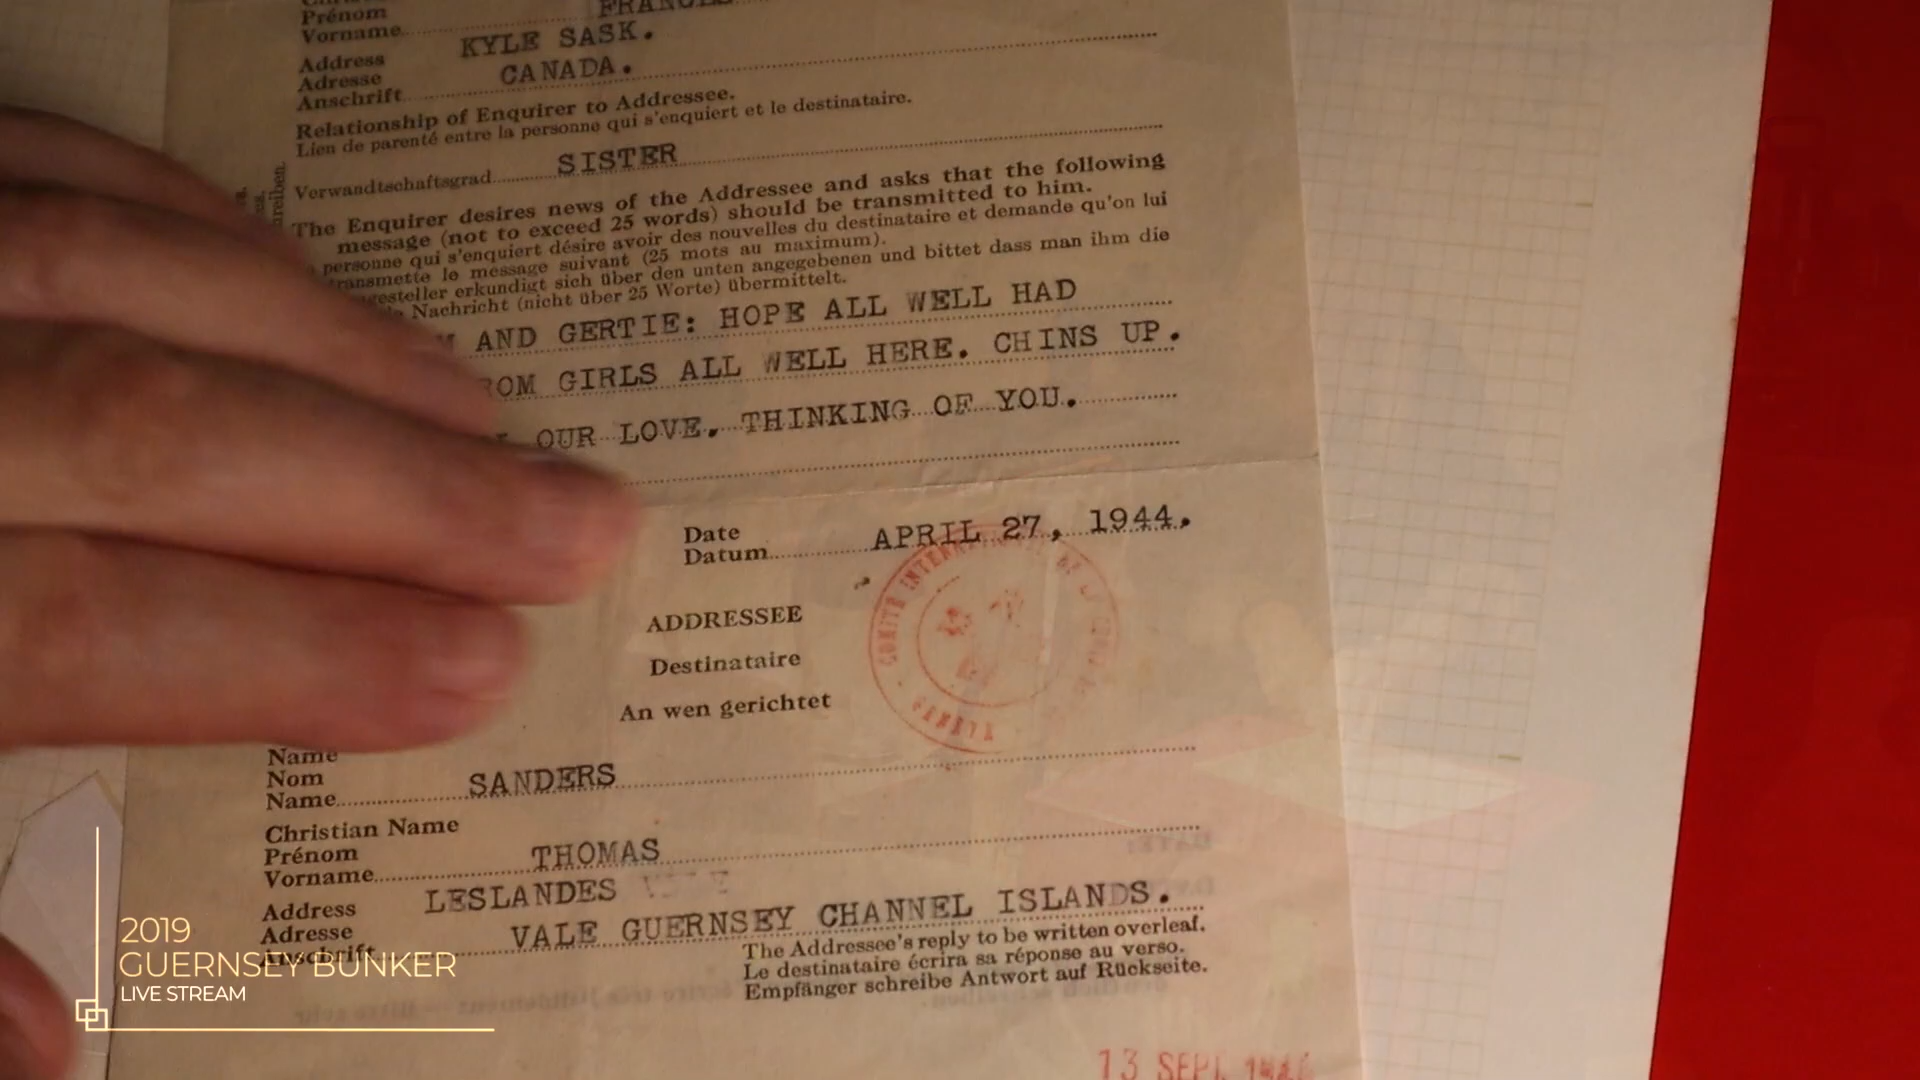 Prénom
Vorname
KYLE SASK.
Address
Adresse
Anschrift
CANADA.
Relationship of Enquirer to Addressee.
Lien de parenté entre la personne qui s'enquiert et le destinataire.
Verwandtschaftsgrad SISTER
The Enquirer desires news of the Addressee and asks that the following
message (not to exceed 25 words) should be transmitted to him.
personne qui s'enquiert désire avoir des nouvelles du destinataire et demande qu'on lui
transmette le message suivant (25 mots au maximum).
erkundigt sich über den unten angegebenen und bittet dass man ihm die
Nachricht (nicht über 25 Worte) übermittelt.
AND GERTIE: HOPE ALL WELL HAD
GIRLS ALL WELL HERE. CHINS UP.
OUR LOVE. THINKING OF YOU.
Date
Datum APRIL 27, 1944.
ADDRESSEE
Destinataire
An wen gerichtet
COMITÉ INTERNATIONAL DE
Name
Nom
Name SANDERS
Christian Name
Prénom
Vorname THOMAS
Address
Adresse
Anschrift
LESLANDES
VALE GUERNSEY CHANNEL ISLANDS.
The Addressee's reply to be written overleaf.
Le destinataire écrira sa réponse au verso.
Empfänger schreibe Antwort auf Rückseite.
13 SEPT.
2019
GUERNSEY BUNKER
LIVE STREAM